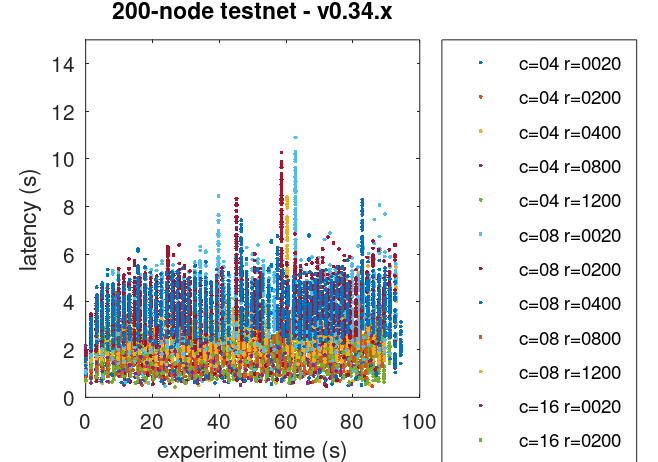 200-node testnet - v0.34.x
14
12
10
8
6
4
2
0
latency (s)
0 20 40 60 80 100
experiment time (s)
c=04 r=0020
c=04 r=0200
c=04 r=0400
c=04 r=0800
c=04 r=1200
c=08 r=0020
c=08 r=0200
c=08 r=0400
c=08 r=0800
c=08 r=1200
c=16 r=0020
c=16 r=0200